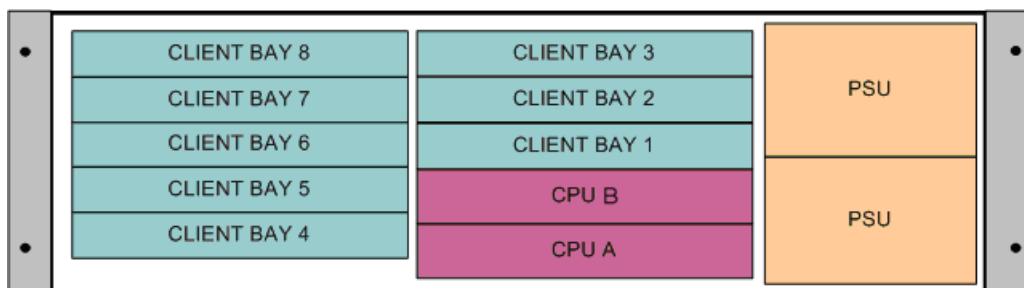 CLIENT BAY 8
CLIENT BAY 7
CLIENT BAY 6
CLIENT BAY 5
CLIENT BAY 4
CLIENT BAY 3
CLIENT BAY 2
CLIENT BAY 1
CPU B
CPU A
PSU
PSU